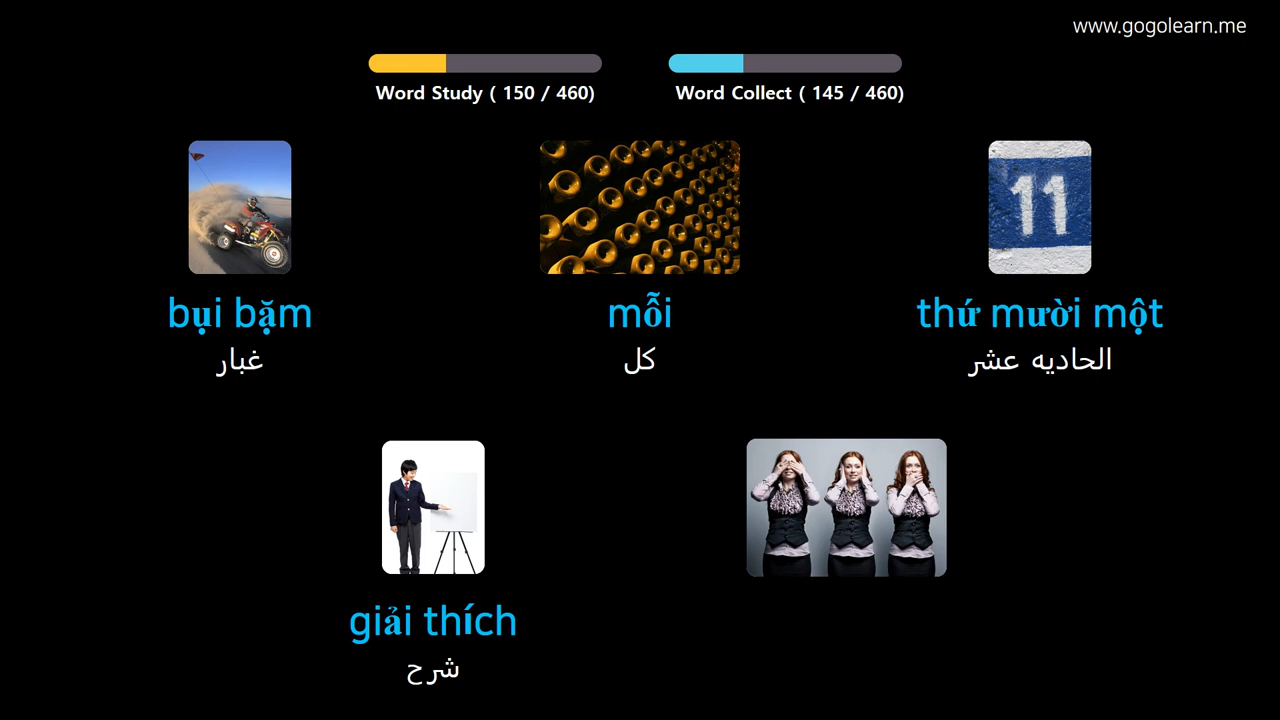 www.gogolearn.me
Word Study ( 150 / 460)
Word Collect ( 145 / 460)
11
bụi bặm
غبار
mỗi
كل
thứ mười một
الحاديه عشر
giải thích
شرح